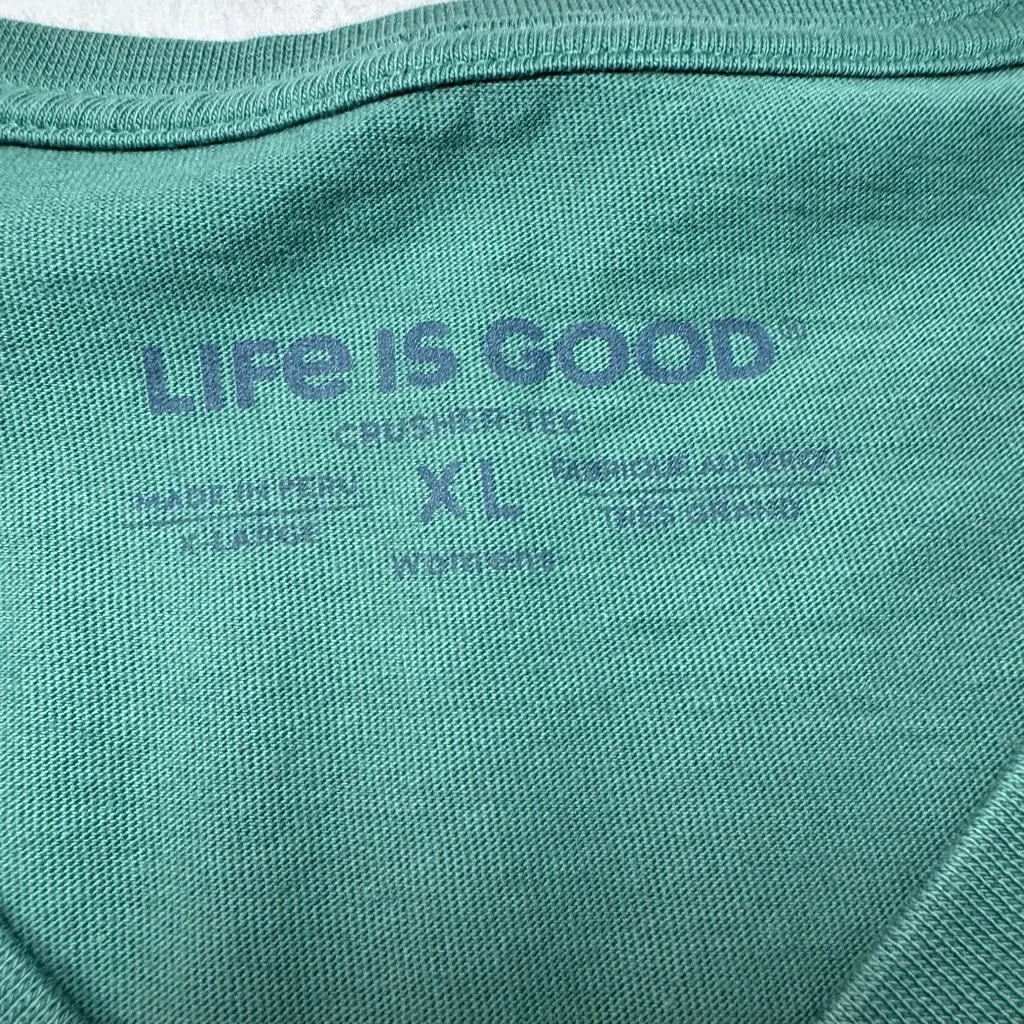 LIFe IS GOOD®
CRUSHER-TEE
MADE IN PERU
X-LARGE
XL
FABRIQUÉ AU PÉROU
TRÈS GRAND
Womens